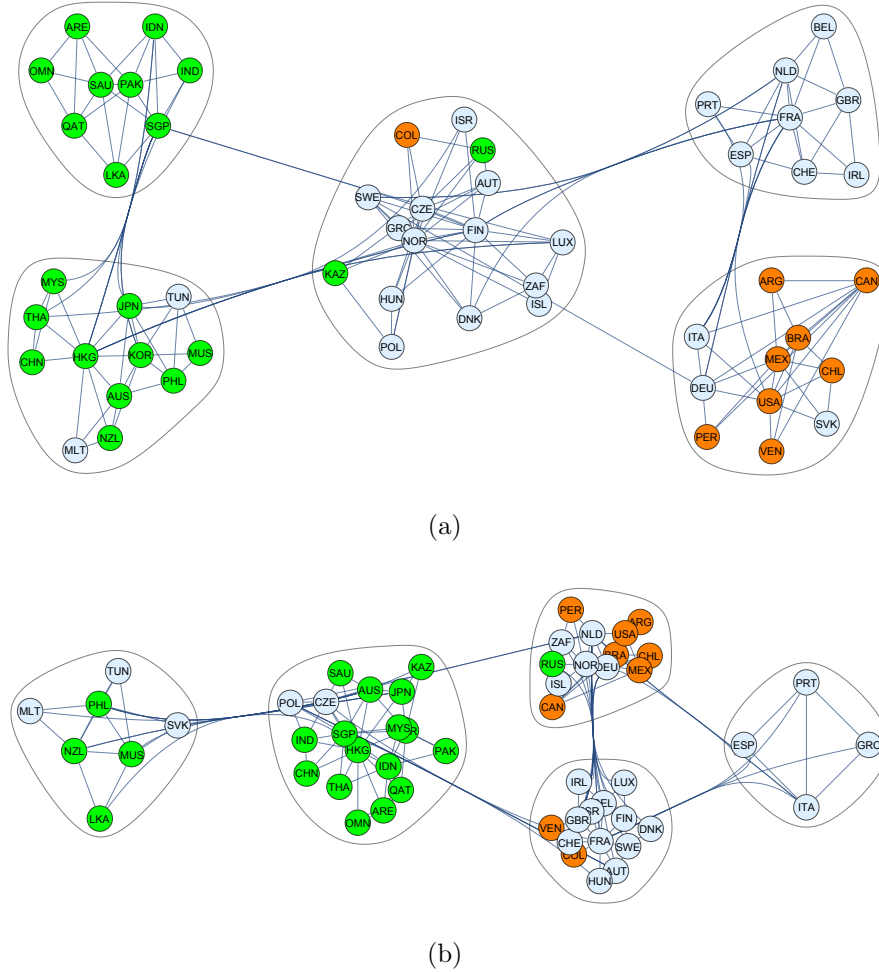 ARE
IDN
OMN
SAU
PAK
IND
QAT
SGP
LKA
MYS
THA
JPN
TUN
CHN
HKG
KOR
MUS
AUS
PHL
MLT
NZL
ISR
COL
RUS
SWE
CZE
AUT
GRC
NOR
FIN
LUX
KAZ
HUN
ZAF
ISL
DNK
POL
BEL
NLD
PRT
GBR
FRA
ESP
CHE
IRL
ARG
CAN
ITA
BRA
MEX
CHL
DEU
USA
SVK
PER
VEN
(a)
TUN
MLT
PHL
SVK
NZL
MUS
LKA
SAU
KAZ
POL
CZE
AUS
JPN
IND
SGP
MYS
HKG
PAK
CHN
IDN
THA
QAT
ARE
OMN
PER
ZAF
NLD
USA
ARG
RUS
NOR
DEU
CHL
MEX
ISL
CAN
IRL
LUX
GBR
FIN
VEN
DNK
CHE
FRA
SWE
COL
AUT
HUN
PRT
ESP
GRC
ITA
(b)